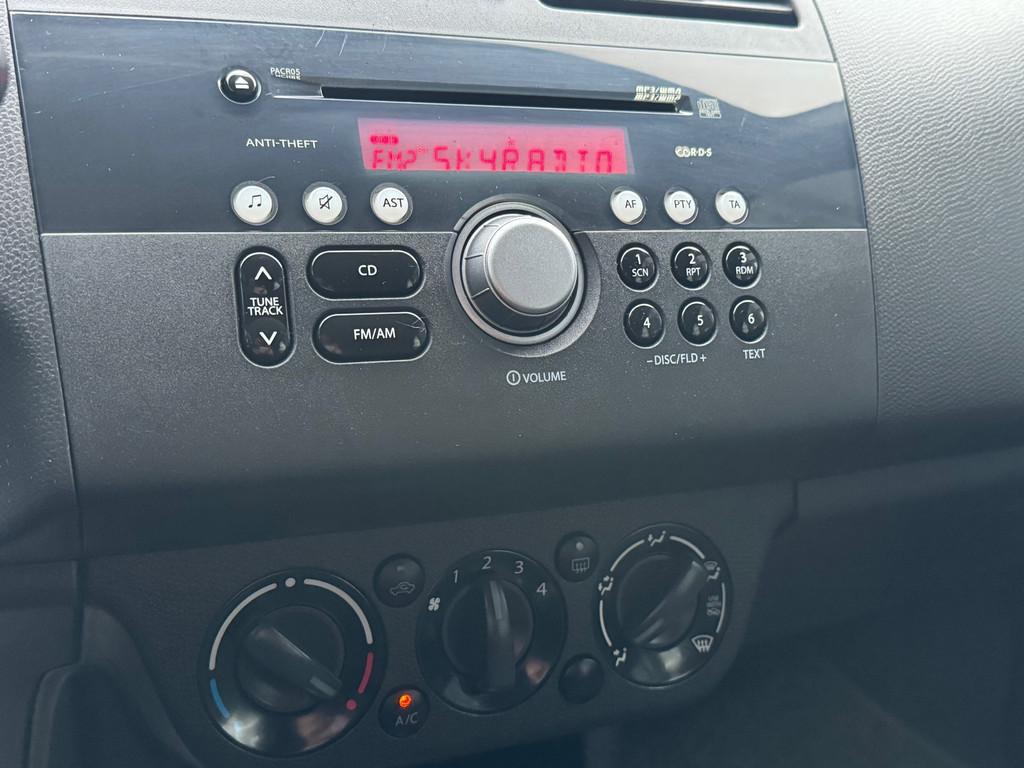 PACR05
MP3/WMA
ANTI-THEFT
FM2 SKYRADIO
R·D·S
AST
AF
PTY
TA
TUNE
TRACK
CD
FM/AM
1
SCN
2
RPT
3
RDM
4
5
6
-DISC/FLD +
TEXT
VOLUME
1 2 3 4
A/C